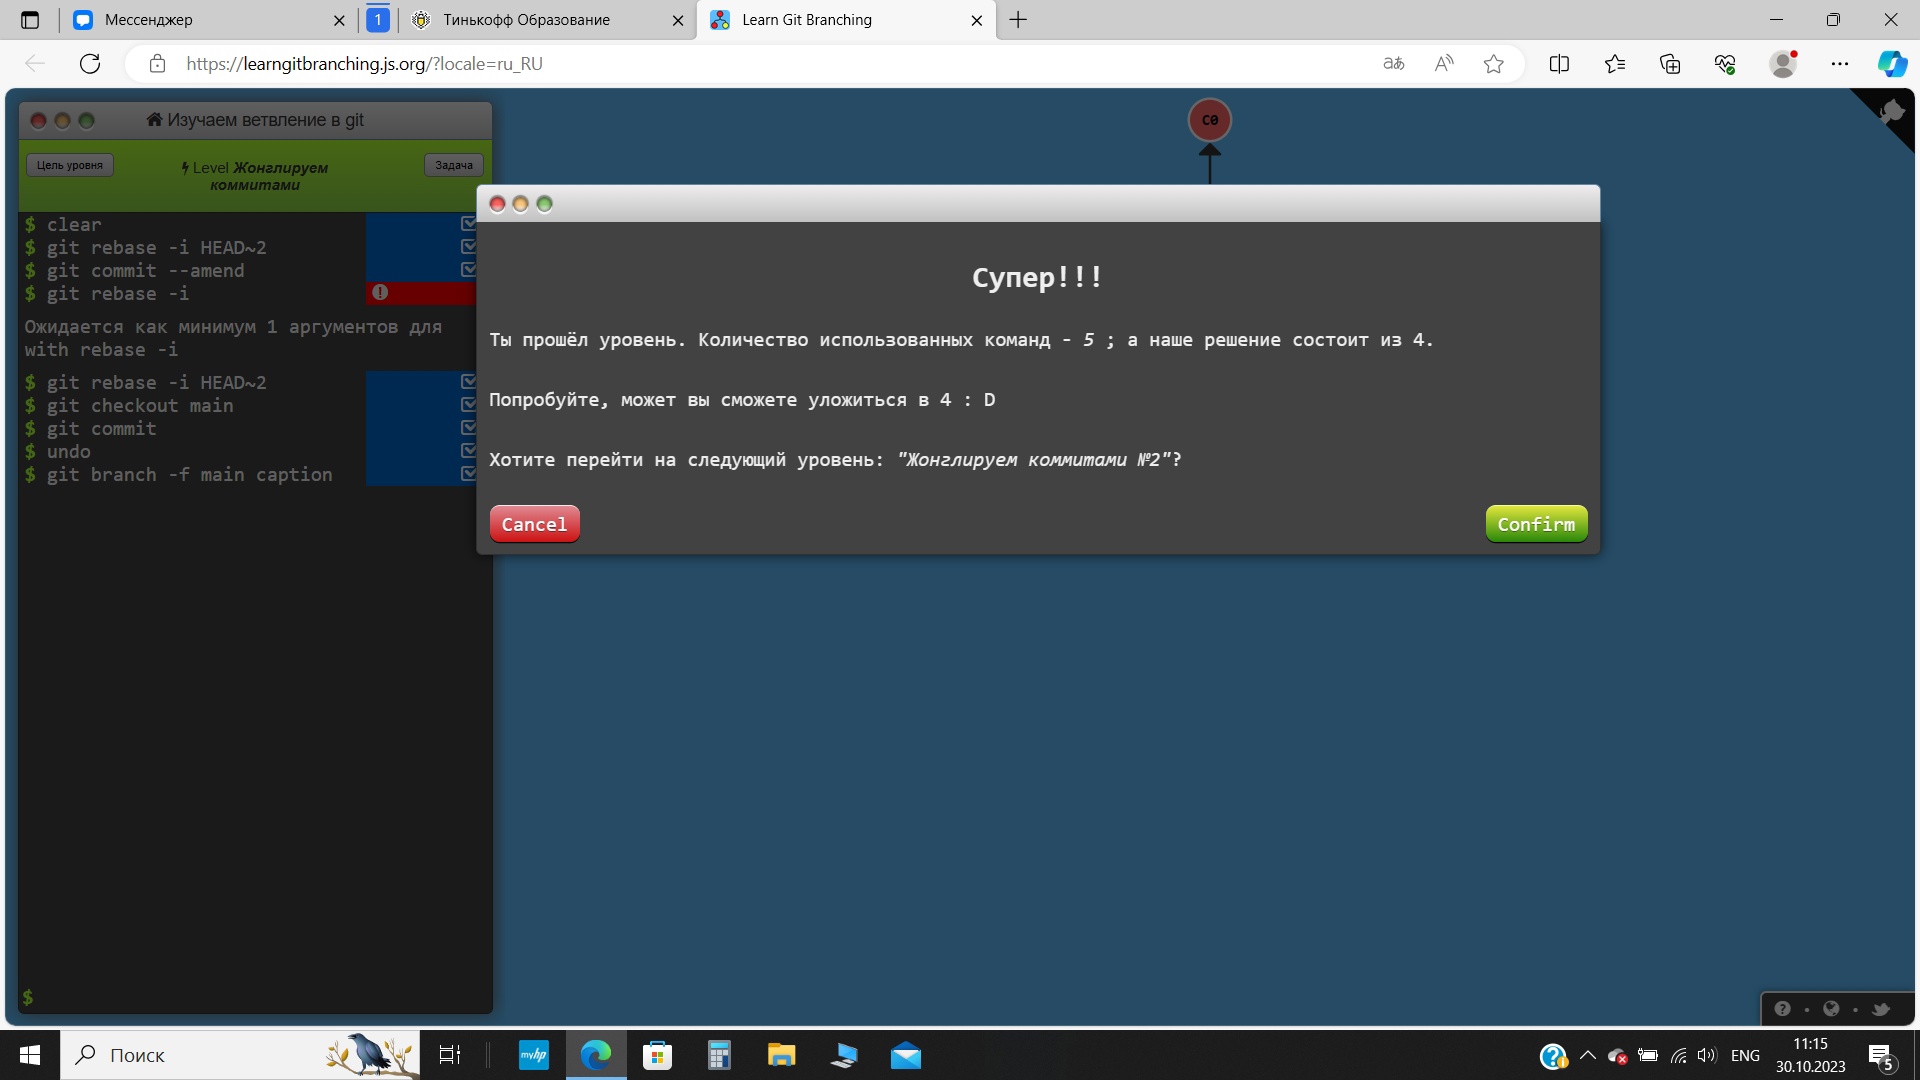 Мессенджер
1
Тинькофф Образование
Learn Git Branching
https://learngitbranching.js.org/?locale=ru_RU
Изучаем ветвление в git
Цель уровня
Level Жонглируем
коммитами
Задача
$ clear
$ git rebase -i HEAD~2
$ git commit --amend
$ git rebase -i
Ожидается как минимум 1 аргументов для
with rebase -i
$ git rebase -i HEAD~2
$ git checkout main
$ git commit
$ undo
$ git branch -f main caption
$
C0
Супер!!!
Ты прошёл уровень. Количество использованных команд - 5 ; а наше решение состоит из 4.
Попробуйте, может вы сможете уложиться в 4 : D
Хотите перейти на следующий уровень: "Жонглируем коммитами №2"?
Cancel
Confirm
Поиск
myhp
ENG
11:15
30.10.2023
5